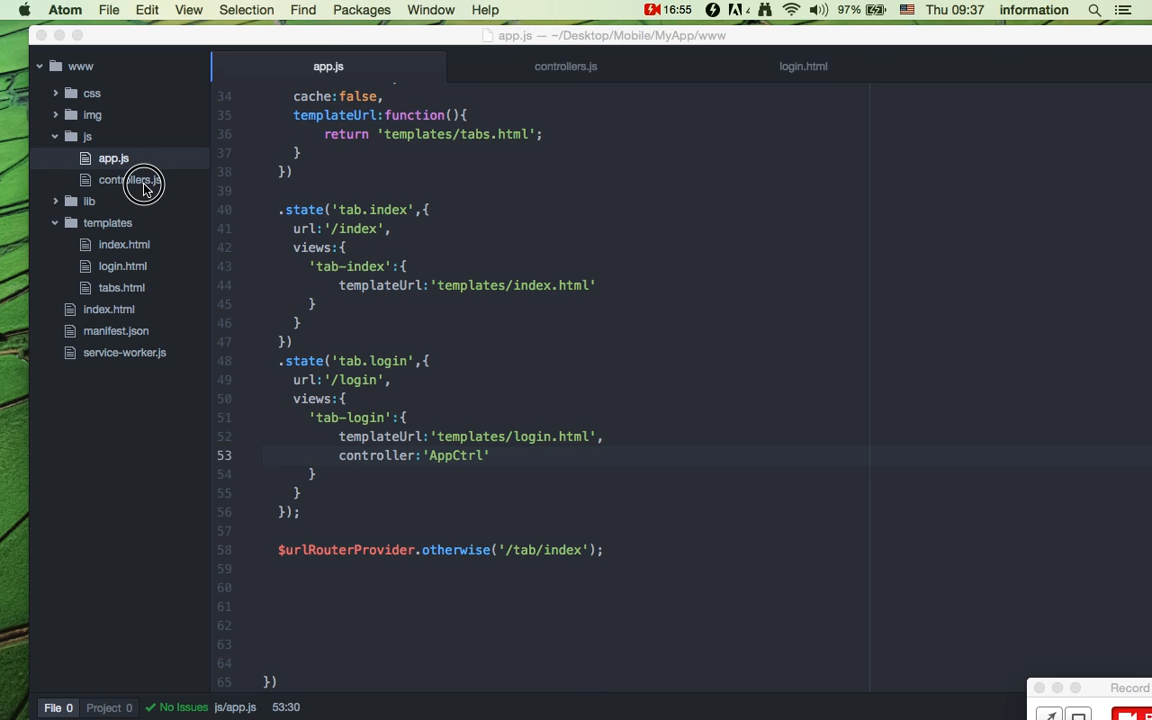 Atom File Edit View Selection Find Packages Window Help 16:55 4 97% Thu 09:37 information
app.js — ~/Desktop/Mobile/MyApp/www
www
css
img
js
app.js
controllers.js
lib
templates
index.html
login.html
tabs.html
index.html
manifest.json
service-worker.js
app.js controllers.js login.html
34 cache:false,
35 templateUrl:function(){
36 return 'templates/tabs.html';
37 }
38 })
39
40 .state('tab.index',{
41 url:'/index',
42 views:{
43 'tab-index':{
44 templateUrl:'templates/index.html'
45 }
46 }
47 })
48 .state('tab.login',{
49 url:'/login',
50 views:{
51 'tab-login':{
52 templateUrl:'templates/login.html',
53 controller:'AppCtrl'
54 }
55 }
56 });
57
58 $urlRouterProvider.otherwise('/tab/index');
59
60
61
62
63
64
65 })
File 0 Project 0 No Issues js/app.js 53:30
Record